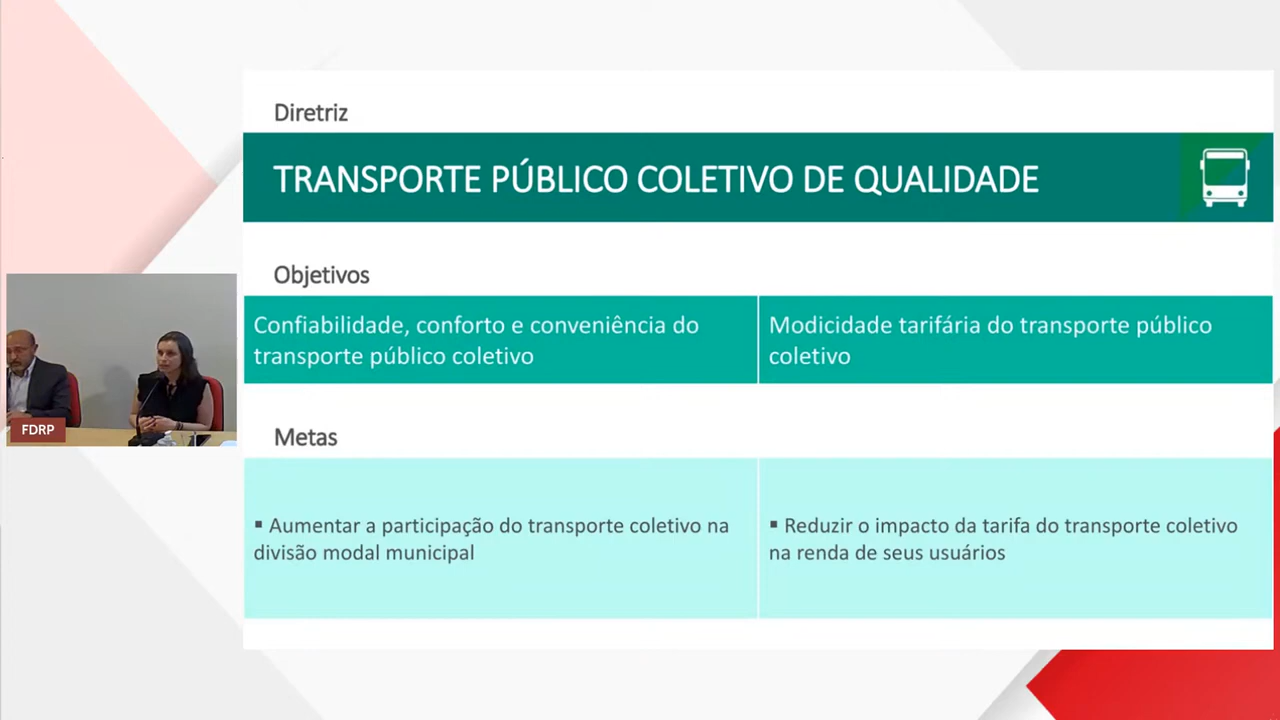 Diretriz
TRANSPORTE PÚBLICO COLETIVO DE QUALIDADE
Objetivos
Confiabilidade, conforto e conveniência do
transporte público coletivo
Modicidade tarifária do transporte público
coletivo
Metas
▪ Aumentar a participação do transporte coletivo na
divisão modal municipal
▪ Reduzir o impacto da tarifa do transporte coletivo
na renda de seus usuários
FDRP